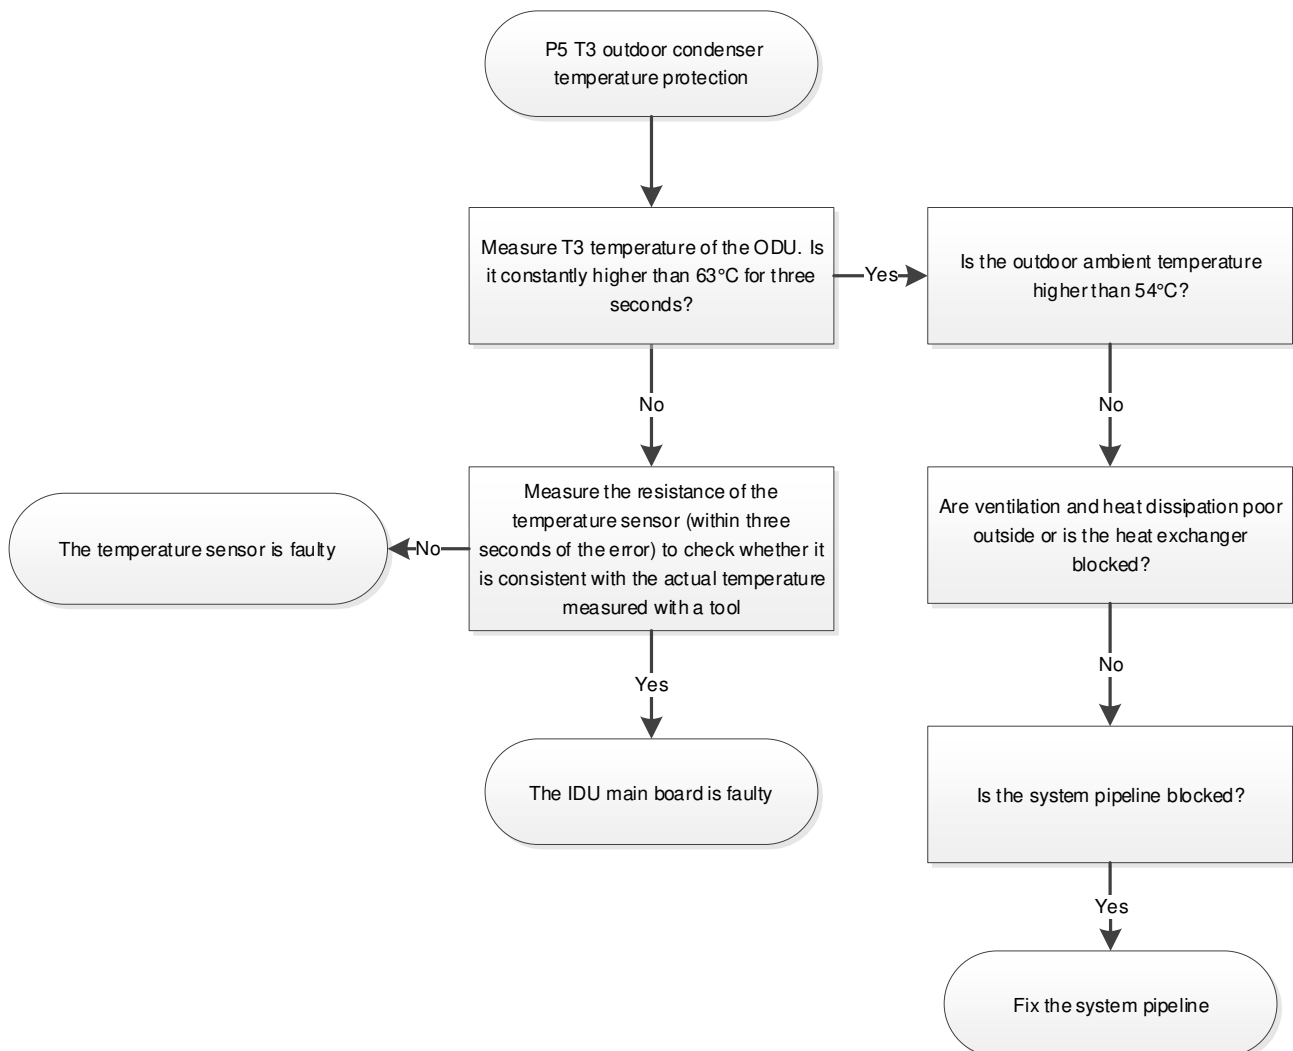 P5 T3 outdoor condenser
temperature protection
Measure T3 temperature of the ODU. Is
it constantly higher than 63°C for three
seconds?
Yes
Is the outdoor ambient temperature
higher than 54°C?
No
No
Measure the resistance of the
temperature sensor (within three
seconds of the error) to check whether it
is consistent with the actual temperature
measured with a tool
No
The temperature sensor is faulty
Are ventilation and heat dissipation poor
outside or is the heat exchanger
blocked?
Yes
No
The IDU main board is faulty
Is the system pipeline blocked?
Yes
Fix the system pipeline